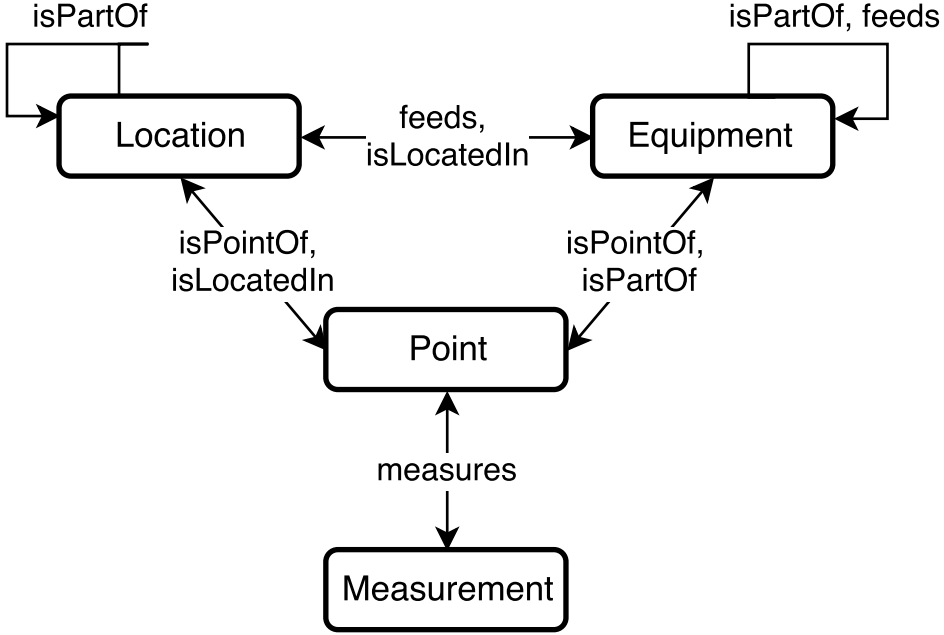 isPartOf
isPartOf, feeds
Location
feeds,
isLocatedIn
Equipment
isPointOf,
isLocatedIn
isPointOf,
isPartOf
Point
measures
Measurement